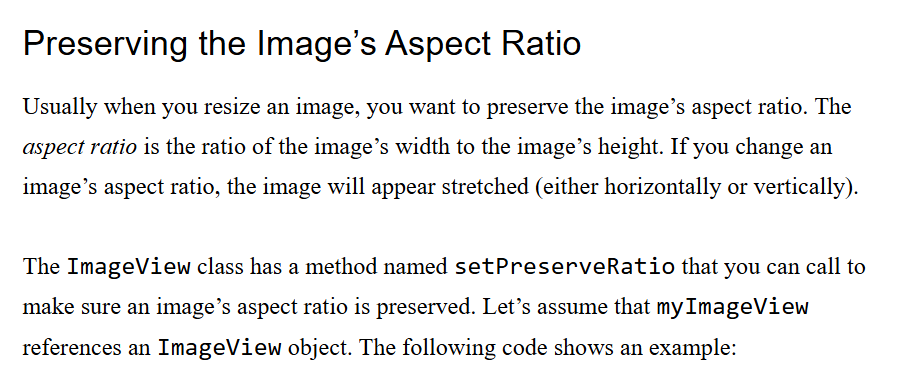 Preserving the Image’s Aspect Ratio
Usually when you resize an image, you want to preserve the image’s aspect ratio. The
aspect ratio is the ratio of the image’s width to the image’s height. If you change an
image’s aspect ratio, the image will appear stretched (either horizontally or vertically).
The ImageView class has a method named setPreserveRatio that you can call to
make sure an image’s aspect ratio is preserved. Let’s assume that myImageView
references an ImageView object. The following code shows an example: